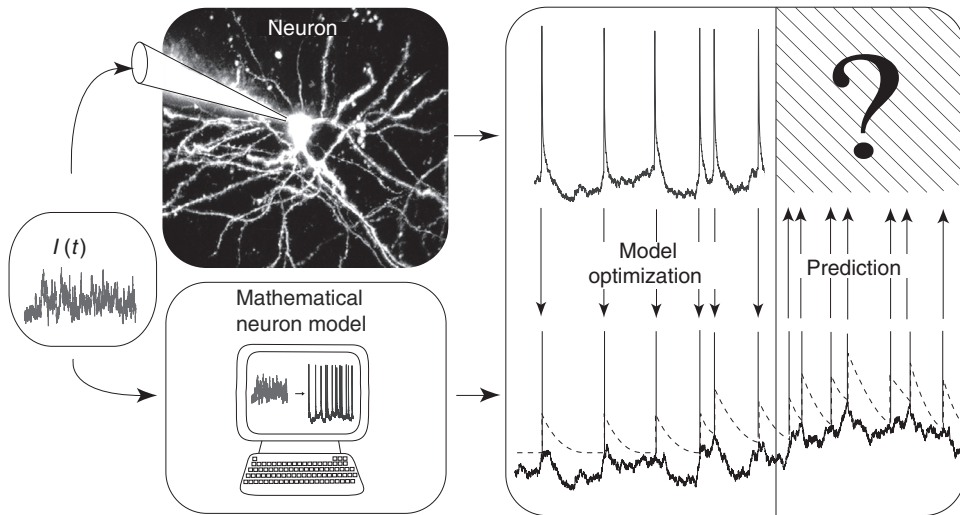 Neuron
I (t)
Mathematical
neuron model
Model
optimization
Prediction
?